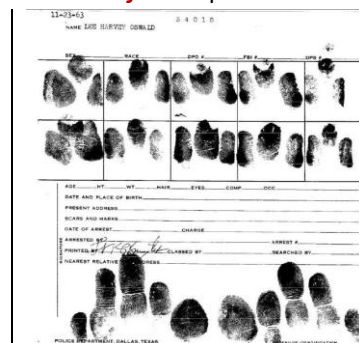 11-23-63
54018
NAME LEE HARVEY OSWALD
SEX RACE DPD # FBI # DPS #
AGE HT WT HAIR EYES COMP OCC
DATE AND PLACE OF BIRTH
PRESENT ADDRESS
SCARS AND MARKS
DATE OF ARREST CHARGE
ARRESTED BY ARREST #
PRINTED BY CLASSED BY SEARCHED BY
NEAREST RELATIVE ADDRESS
POLICE DEPARTMENT, DALLAS, TEXAS IDENTIFICATION